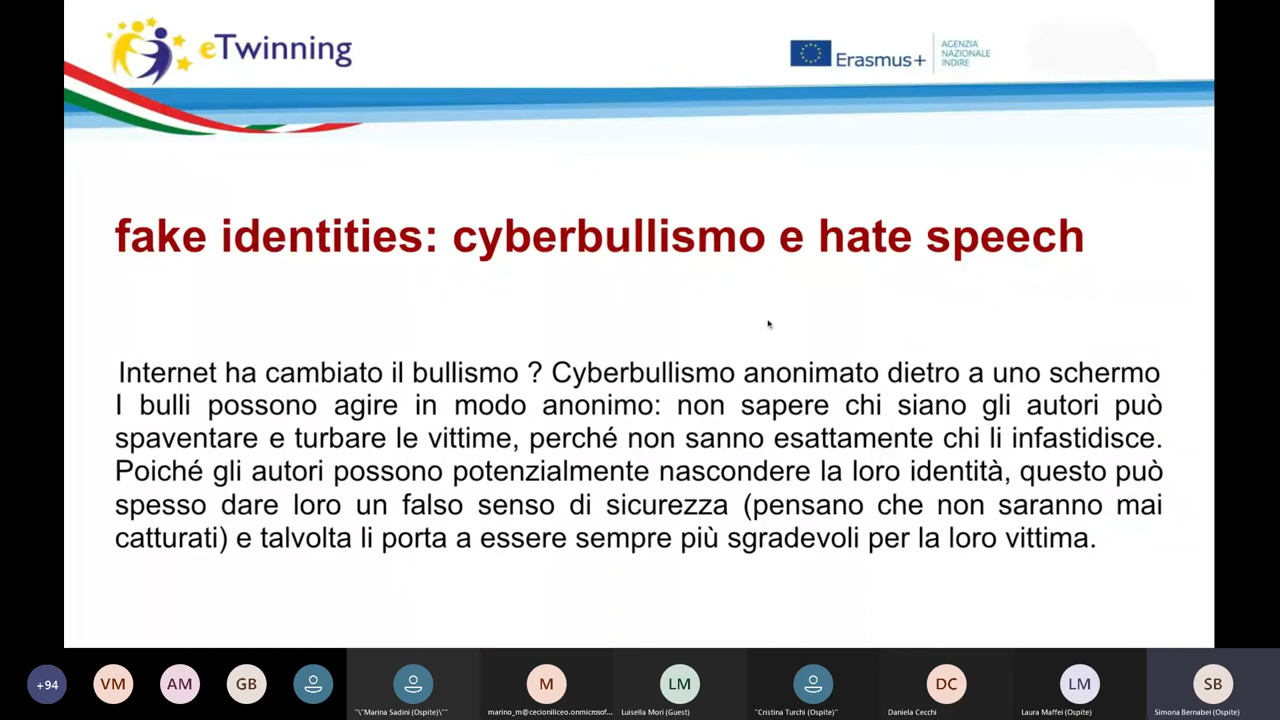 eTwinning
Erasmus+
AGENZIA
NAZIONALE
INDIRE
fake identities: cyberbullismo e hate speech
Internet ha cambiato il bullismo ? Cyberbullismo anonimato dietro a uno schermo
I bulli possono agire in modo anonimo: non sapere chi siano gli autori può
spaventare e turbare le vittime, perché non sanno esattamente chi li infastidisce.
Poiché gli autori possono potenzialmente nascondere la loro identità, questo può
spesso dare loro un falso senso di sicurezza (pensano che non saranno mai
catturati) e talvolta li porta a essere sempre più sgradevoli per la loro vittima.
+94
VM
AM
GB
M
LM
DC
LM
SB
"\"Marina Sadini (Ospite)\""
marino_m@cecioniliceo.onmicrosof...
Luisella Mori (Guest)
"Cristina Turchi (Ospite)"
Daniela Cecchi
Laura Maffei (Ospite)
Simona Bernabei (Ospite)